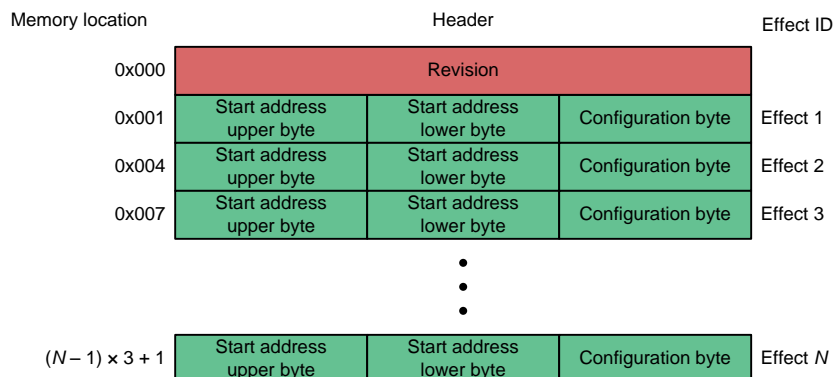 Memory location Header Effect ID
0x000 Revision
0x001 Start address upper byte Start address lower byte Configuration byte Effect 1
0x004 Start address upper byte Start address lower byte Configuration byte Effect 2
0x007 Start address upper byte Start address lower byte Configuration byte Effect 3
(N – 1) × 3 + 1 Start address upper byte Start address lower byte Configuration byte Effect N